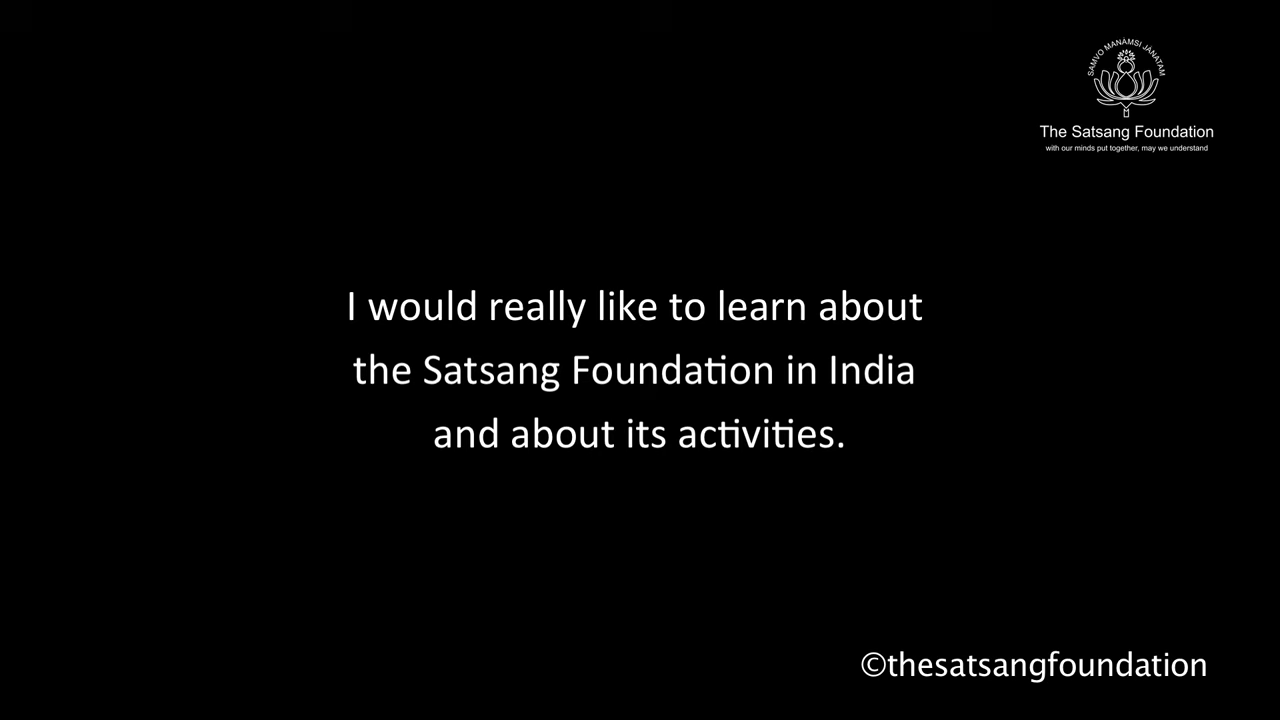 SAMVO MANAMSI JANATAM
The Satsang Foundation
with our minds put together, may we understand
I would really like to learn about
the Satsang Foundation in India
and about its activities.
©thesatsangfoundation